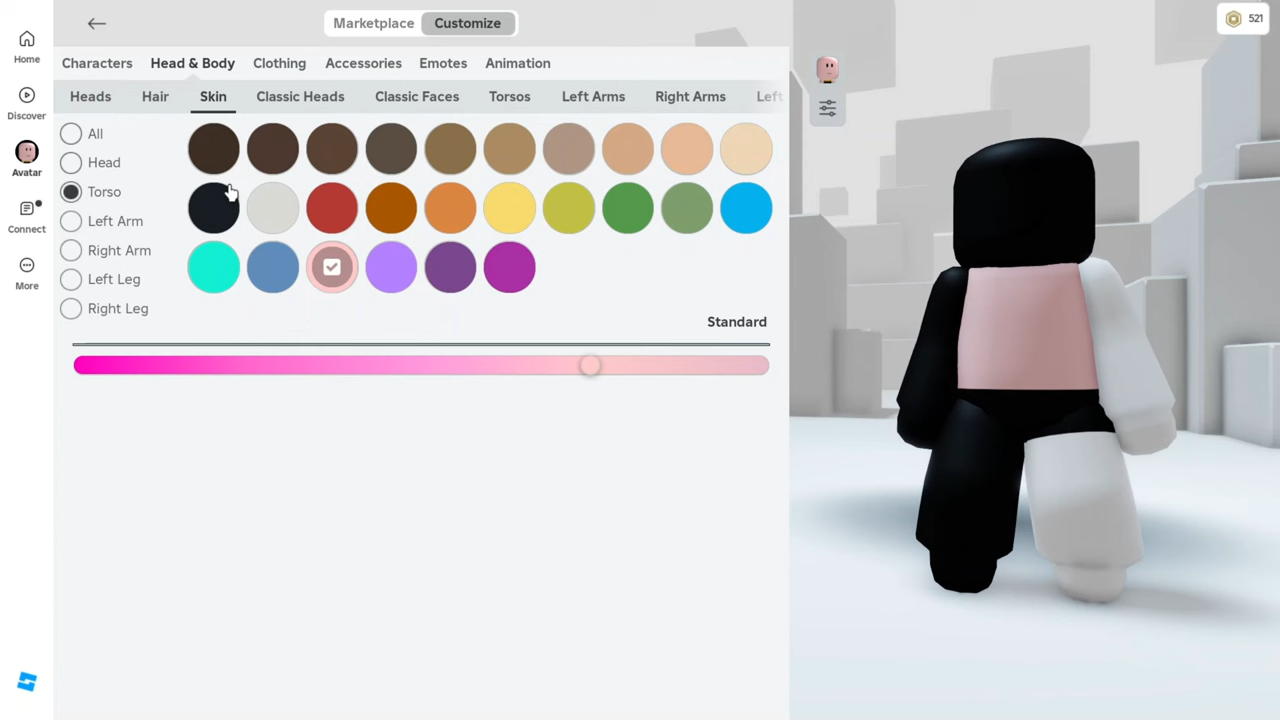 Marketplace Customize
521
Home
Discover
Avatar
Connect
More
Characters Head & Body Clothing Accessories Emotes Animation
Heads Hair Skin Classic Heads Classic Faces Torsos Left Arms Right Arms Left
All
Head
Torso
Left Arm
Right Arm
Left Leg
Right Leg
Standard